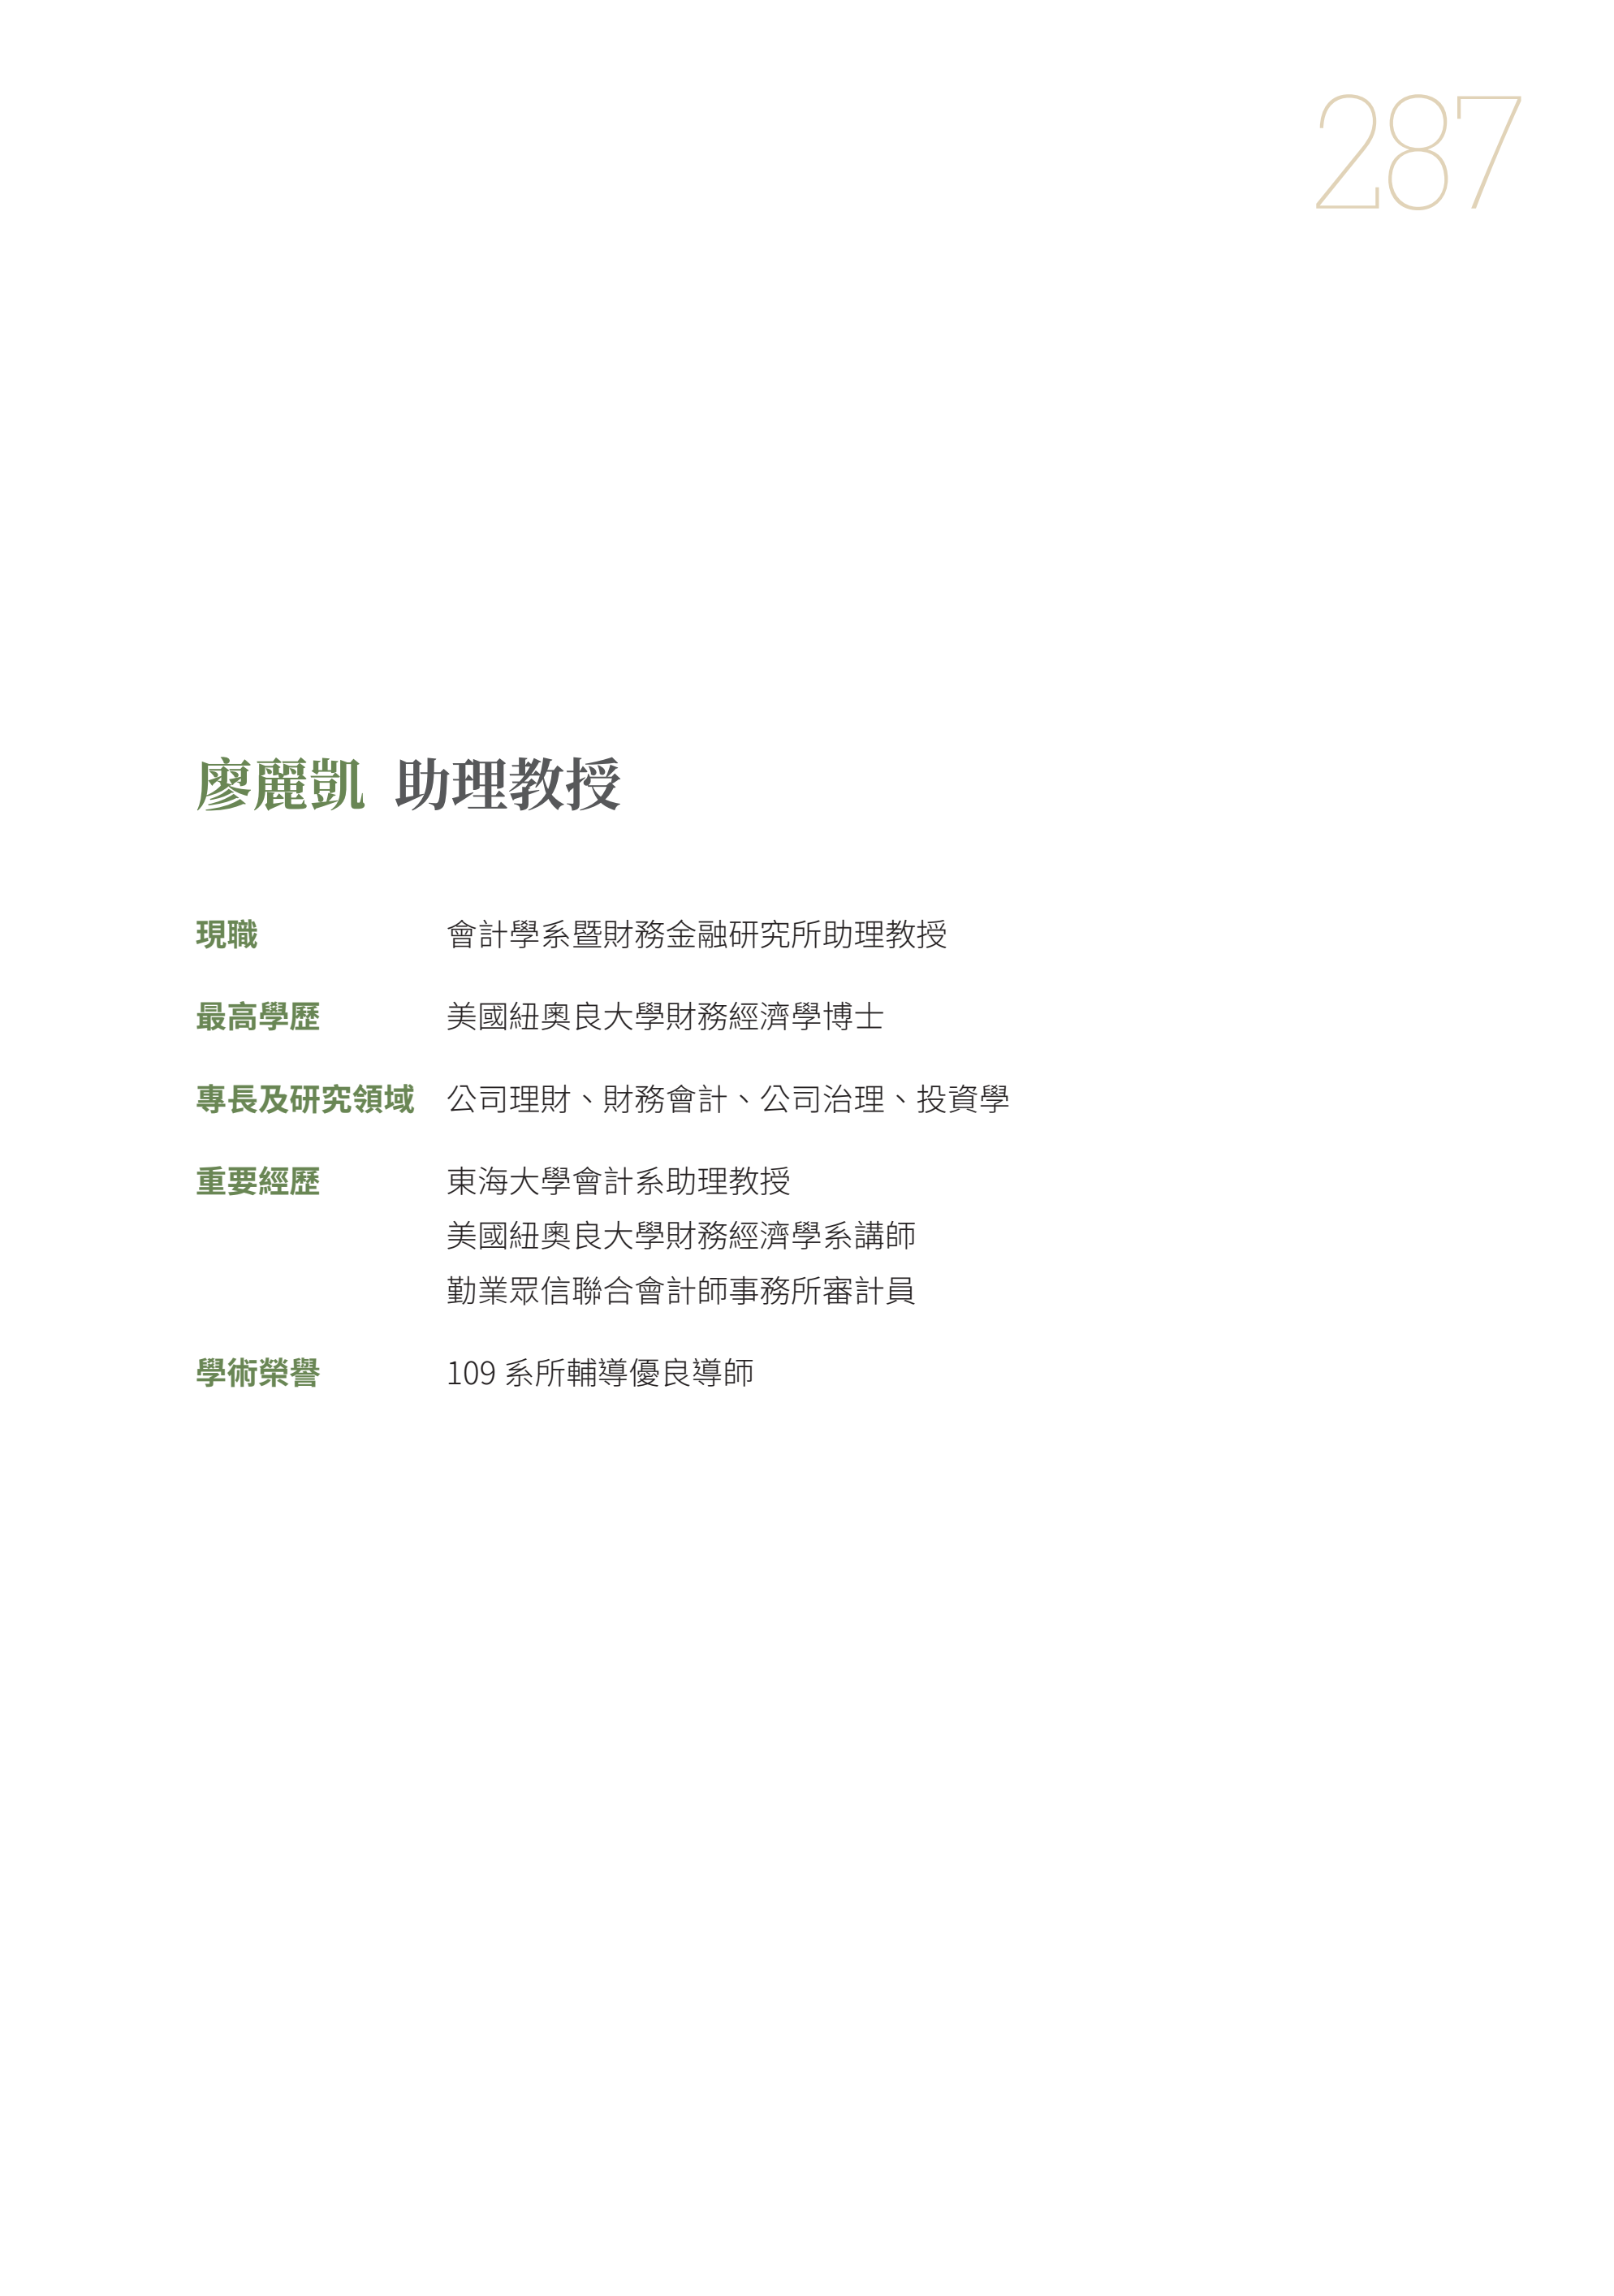 287
廖麗凱 助理教授
現職 會計學系暨財務金融研究所助理教授
最高學歷 美國紐奧良大學財務經濟學博士
專長及研究領域 公司理財、財務會計、公司治理、投資學
重要經歷 東海大學會計系助理教授
美國紐奧良大學財務經濟學系講師
勤業眾信聯合會計師事務所審計員
學術榮譽 109 系所輔導優良導師